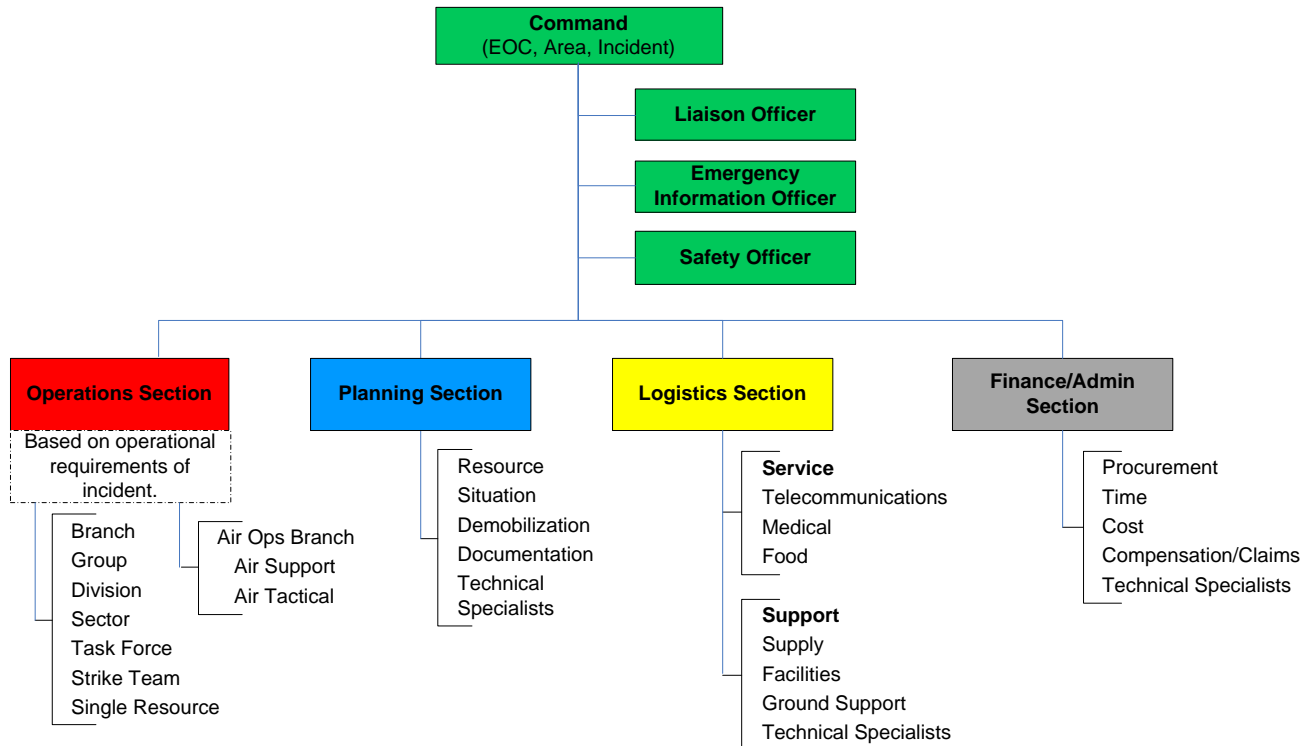 Command
(EOC, Area, Incident)
Liaison Officer
Emergency
Information Officer
Safety Officer
Operations Section
Based on operational
requirements of
incident.
Branch
Group
Division
Sector
Task Force
Strike Team
Single Resource
Air Ops Branch
Air Support
Air Tactical
Planning Section
Resource
Situation
Demobilization
Documentation
Technical
Specialists
Logistics Section
Service
Telecommunications
Medical
Food
Support
Supply
Facilities
Ground Support
Technical Specialists
Finance/Admin
Section
Procurement
Time
Cost
Compensation/Claims
Technical Specialists